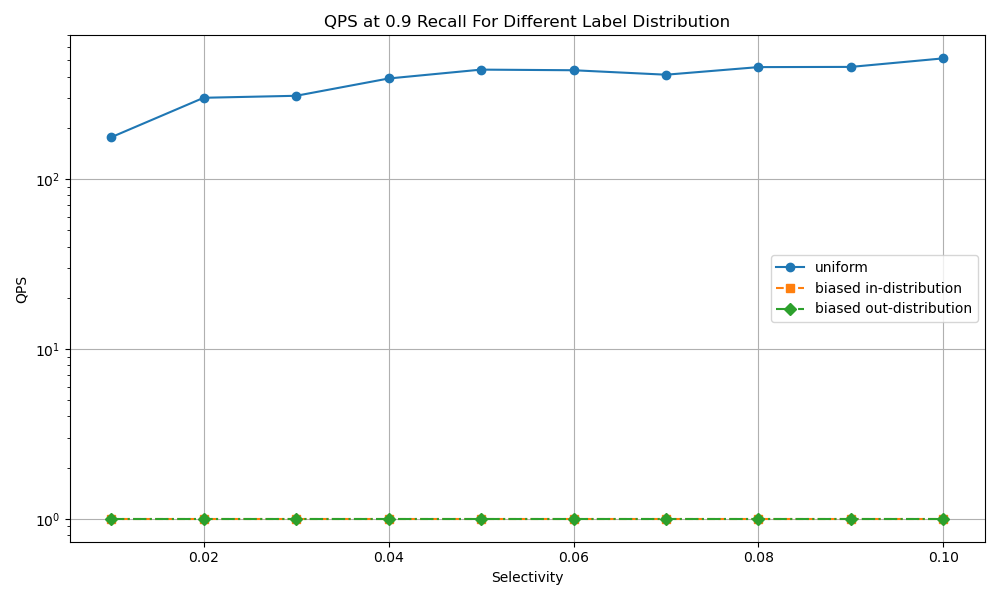 QPS at 0.9 Recall For Different Label Distribution
QPS
10²
10¹
10⁰
uniform
biased in-distribution
biased out-distribution
0.02 0.04 0.06 0.08 0.10
Selectivity